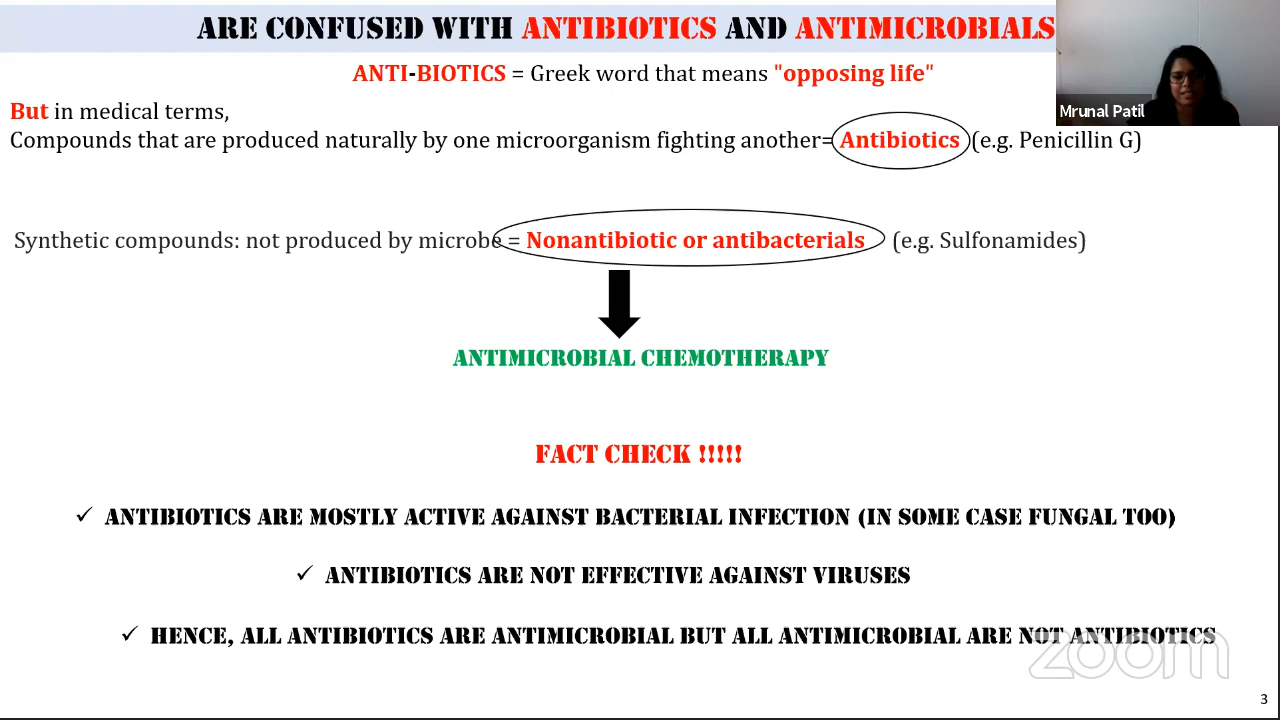 ARE CONFUSED WITH ANTIBIOTICS AND ANTIMICROBIALS
ANTI-BIOTICS = Greek word that means "opposing life"
Mrunal Patil
But in medical terms,
Compounds that are produced naturally by one microorganism fighting another= Antibiotics (e.g. Penicillin G)
Synthetic compounds: not produced by microbe = Nonantibiotic or antibacterials (e.g. Sulfonamides)
ANTIMICROBIAL CHEMOTHERAPY
FACT CHECK !!!!!
✓ ANTIBIOTICS ARE MOSTLY ACTIVE AGAINST BACTERIAL INFECTION (IN SOME CASE FUNGAL TOO)
✓ ANTIBIOTICS ARE NOT EFFECTIVE AGAINST VIRUSES
✓ HENCE, ALL ANTIBIOTICS ARE ANTIMICROBIAL BUT ALL ANTIMICROBIAL ARE NOT ANTIBIOTICS
zoom
3